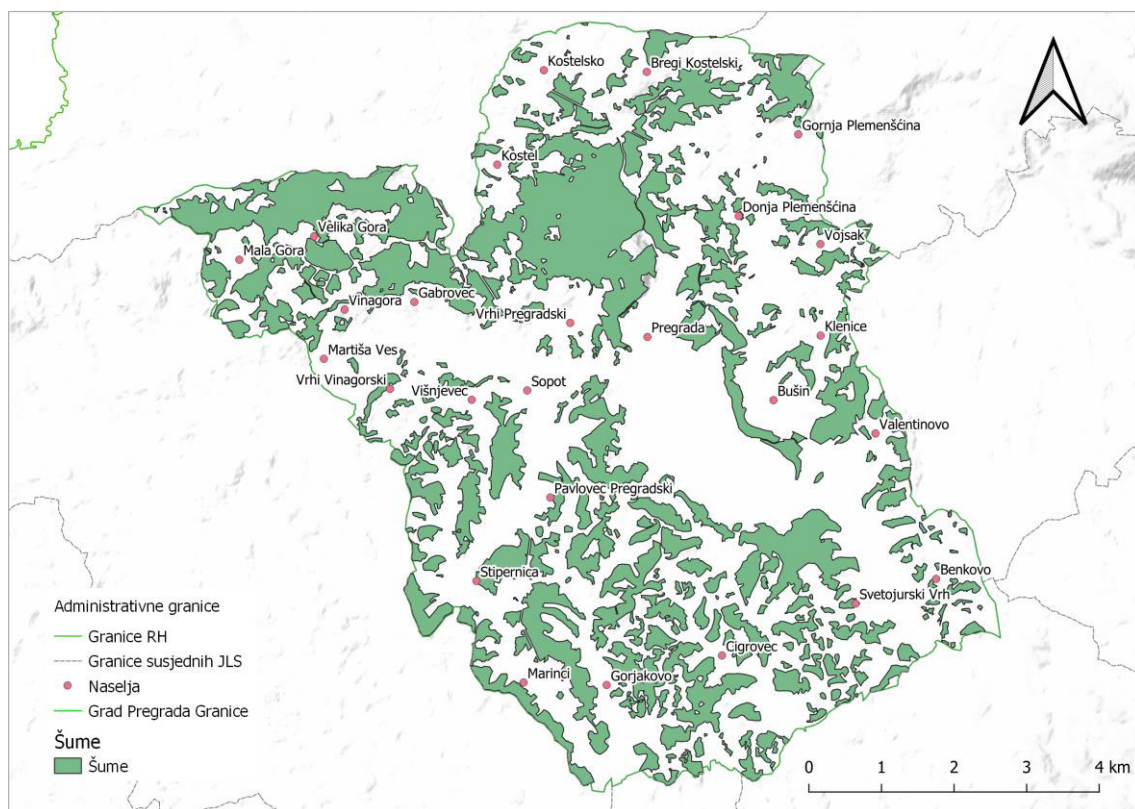 Kostelsko
Bregi Kostelski
Gornja Plemenšćina
Kostel
Donja Plemenšćina
Velika Gora
Vojsak
Mala Gora
Gabrovec
Vinagora
Vrhi Pregradski
Pregrada
Klenice
Martiša Ves
Vrhi Vinagorski
Višnjevec
Sopot
Bušin
Valentinovo
Pavlovec Pregradski
Stipernica
Benkovo
Svetojurski Vrh
Cigrovec
Marinci
Gorjakovo
Administrativne granice
Granice RH
Granice susjednih JLS
Naselja
Grad Pregrada Granice
Šume
Šume
0 1 2 3 4 km